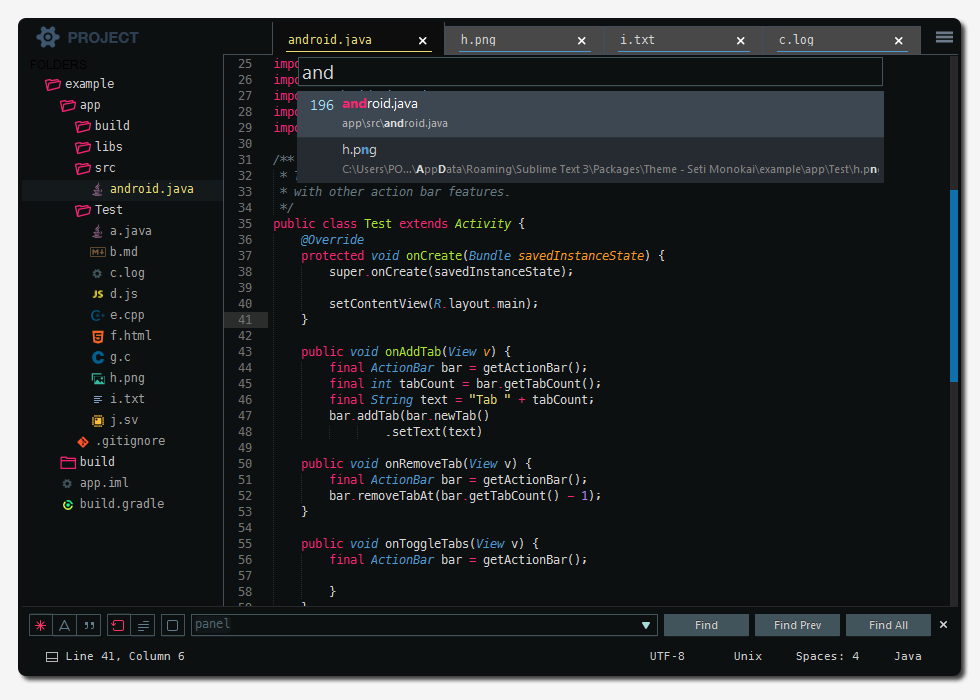 PROJECT
FOLDERS
example
app
build
libs
src
android.java
Test
a.java
b.md
c.log
JS d.js
e.cpp
f.html
g.c
h.png
i.txt
j.sv
.gitignore
build
app.iml
build.gradle
android.java × h.png × i.txt × c.log ×
and
196 android.java
app\src\android.java
h.png
C:\Users\PO...\AppData\Roaming\Sublime Text 3\Packages\Theme - Seti Monokai\example\app\Test\h.pn
25 impo
26 impo
27 impo
28 impo
29 impo
30
31 /**
32 *
33 * with other action bar features.
34 */
35 public class Test extends Activity {
36 @Override
37 protected void onCreate(Bundle savedInstanceState) {
38 super.onCreate(savedInstanceState);
39
40 setContentView(R.layout.main);
41 }
42
43 public void onAddTab(View v) {
44 final ActionBar bar = getActionBar();
45 final int tabCount = bar.getTabCount();
46 final String text = "Tab " + tabCount;
47 bar.addTab(bar.newTab()
48 .setText(text)
49
50 public void onRemoveTab(View v) {
51 final ActionBar bar = getActionBar();
52 bar.removeTabAt(bar.getTabCount() - 1);
53 }
54
55 public void onToggleTabs(View v) {
56 final ActionBar bar = getActionBar();
57
58 }
panel
Find
Find Prev
Find All
×
Line 41, Column 6
UTF-8
Unix
Spaces: 4
Java